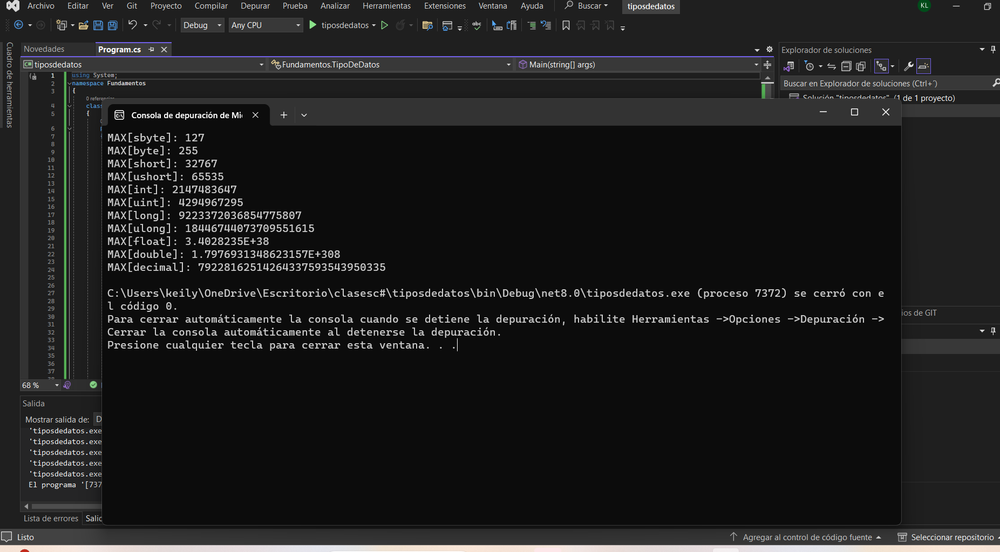 Archivo Editar Ver Git Proyecto Compilar Depurar Prueba Analizar Herramientas Extensiones Ventana Ayuda Buscar tiposdedatos KL
Debug Any CPU tiposdedatos abc
Cuadro de herramientas
Novedades Program.cs
Explorador de soluciones
C# tiposdedatos Fundamentos.TipoDeDatos Main(string[] args)
Buscar en Explorador de soluciones (Ctrl+´)
Solución "tiposdedatos" (1 de 1 proyecto)
1 using System;
2 namespace Fundamentos
3 {
0 referencias
4 clas
5 {
6
7
8
9
10
11
12
13
14
15
16
17
18
19
20
21
22
23
24
25
26
27
28
29
30
31
32
33
34
35
36
37
38
Consola de depuración de Mi
MAX[sbyte]: 127
MAX[byte]: 255
MAX[short]: 32767
MAX[ushort]: 65535
MAX[int]: 2147483647
MAX[uint]: 4294967295
MAX[long]: 9223372036854775807
MAX[ulong]: 18446744073709551615
MAX[float]: 3.4028235E+38
MAX[double]: 1.7976931348623157E+308
MAX[decimal]: 79228162514264337593543950335
C:\Users\keily\OneDrive\Escritorio\clasesc#\tiposdedatos\bin\Debug\net8.0\tiposdedatos.exe (proceso 7372) se cerró con e
l código 0.
Para cerrar automáticamente la consola cuando se detiene la depuración, habilite Herramientas ->Opciones ->Depuración ->
Cerrar la consola automáticamente al detenerse la depuración.
Presione cualquier tecla para cerrar esta ventana. . .
ios de GIT
68 %
Salida
Mostrar salida de: D
'tiposdedatos.exe
'tiposdedatos.exe
'tiposdedatos.exe
'tiposdedatos.exe
'tiposdedatos.exe
El programa '[737
Lista de errores Salid
Listo Agregar al control de código fuente Seleccionar repositorio